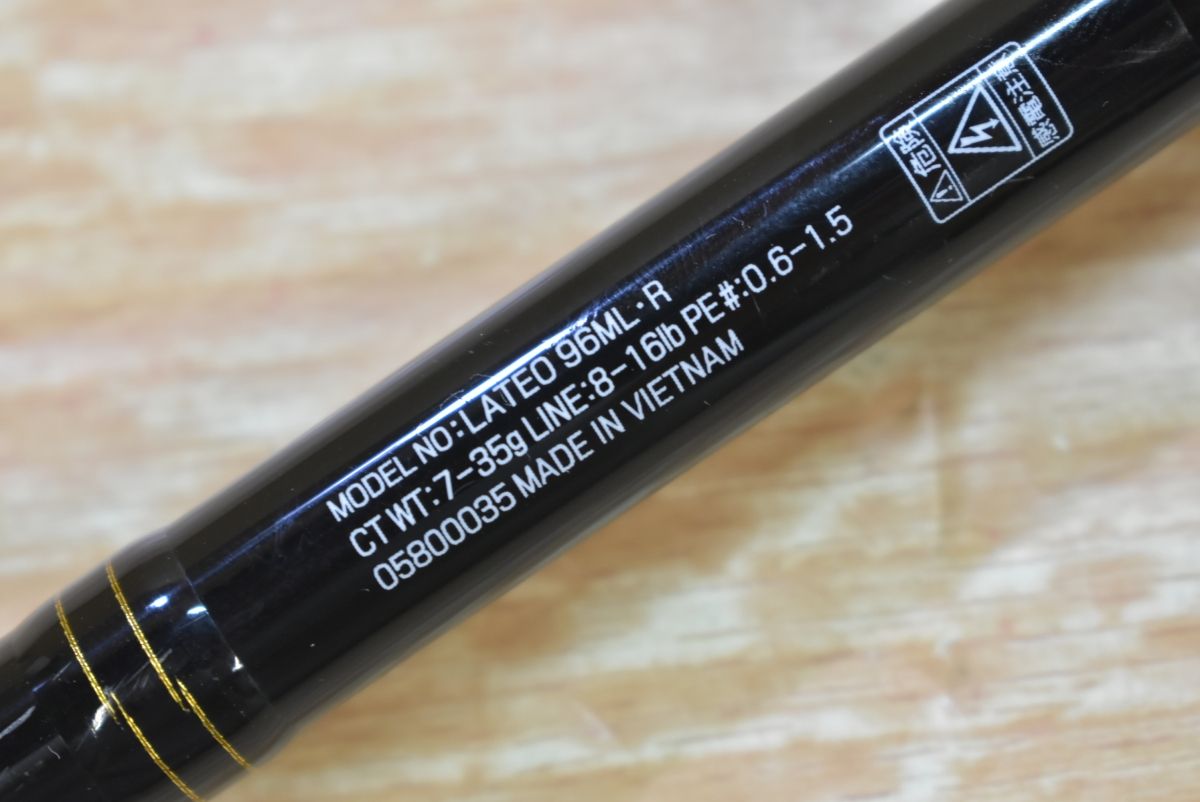 MODEL NO:LATEO 96ML・R
CT WT:7-35g LINE:8-16lb PE#:0.6-1.5
05800035 MADE IN VIETNAM
危険
感電注意